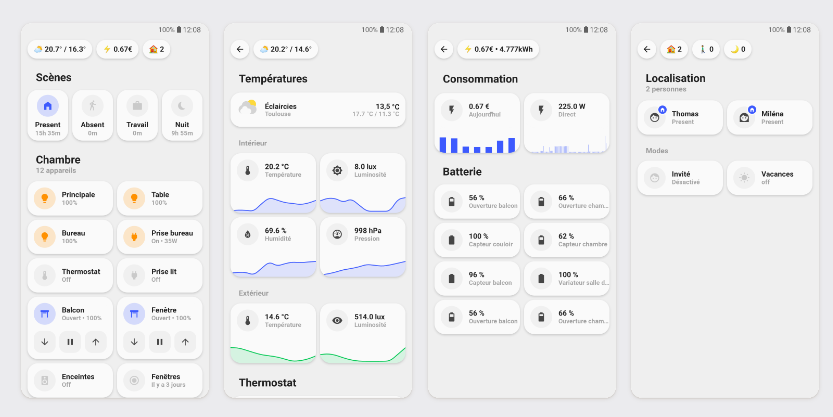 100% 12:08
20.7° / 16.3° 0.67€ 2
Scènes
Present Absent Travail Nuit
15h 35m 0m 0m 9h 55m
Chambre
12 appareils
Principale Table
100% 100%
Bureau Prise bureau
100% On • 35W
Thermostat Prise lit
Off Off
Balcon Fenêtre
Ouvert • 100% Ouvert • 100%
Enceintes Fenêtres
Off Il y a 3 jours
100% 12:08
20.2° / 14.6°
Températures
Éclaircies 13,5 °C
Toulouse 17.7 °C / 11.3 °C
Intérieur
20.2 °C 8.0 lux
Température Luminosité
69.6 % 998 hPa
Humidité Pression
Extérieur
14.6 °C 514.0 lux
Température Luminosité
Thermostat
100% 12:08
0.67€ • 4.777kWh
Consommation
0.67 € 225.0 W
Aujourd'hui Direct
Batterie
56 % 66 %
Ouverture balcon Ouverture cham...
100 % 62 %
Capteur couloir Capteur chambre
96 % 100 %
Capteur balcon Variateur salle d...
56 % 66 %
Ouverture balcon Ouverture cham...
100% 12:08
2 0 0
Localisation
2 personnes
Thomas Miléna
Present Present
Modes
Invité Vacances
Désactivé off